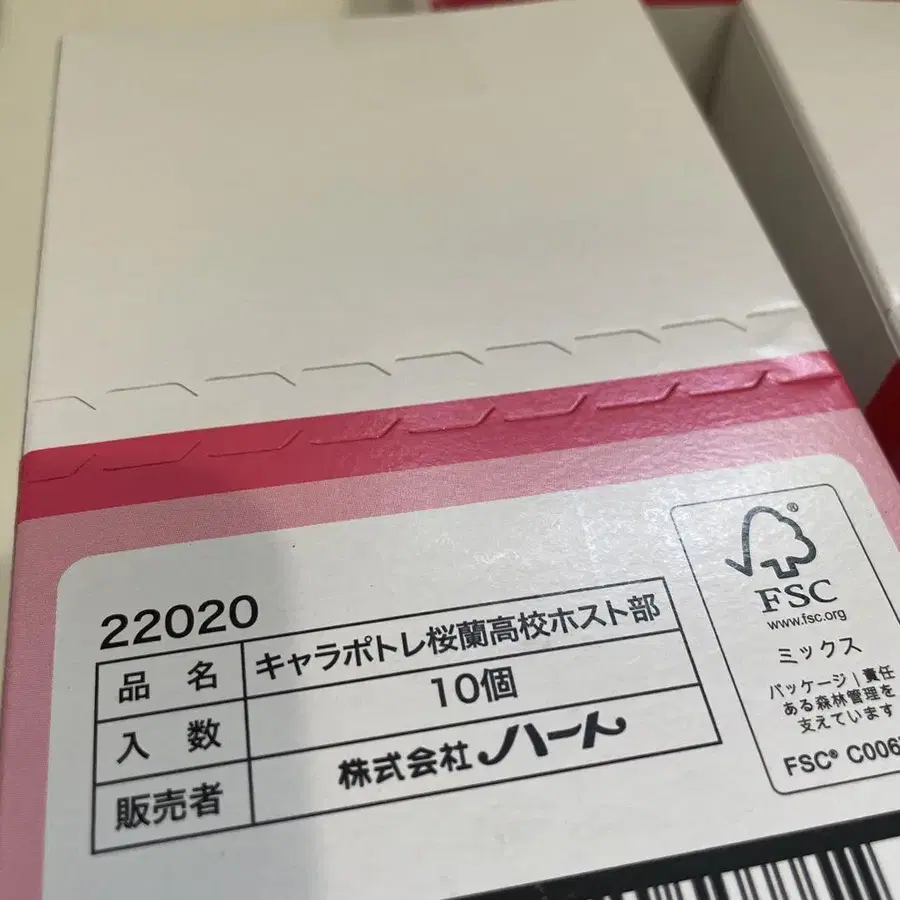 22020
品名 キャラポトレ桜蘭高校ホスト部
入数 10個
販売者 株式会社ハート
FSC®
www.fsc.org
ミックス
パッケージ|責任
ある森林管理を
支えています
FSC® C006